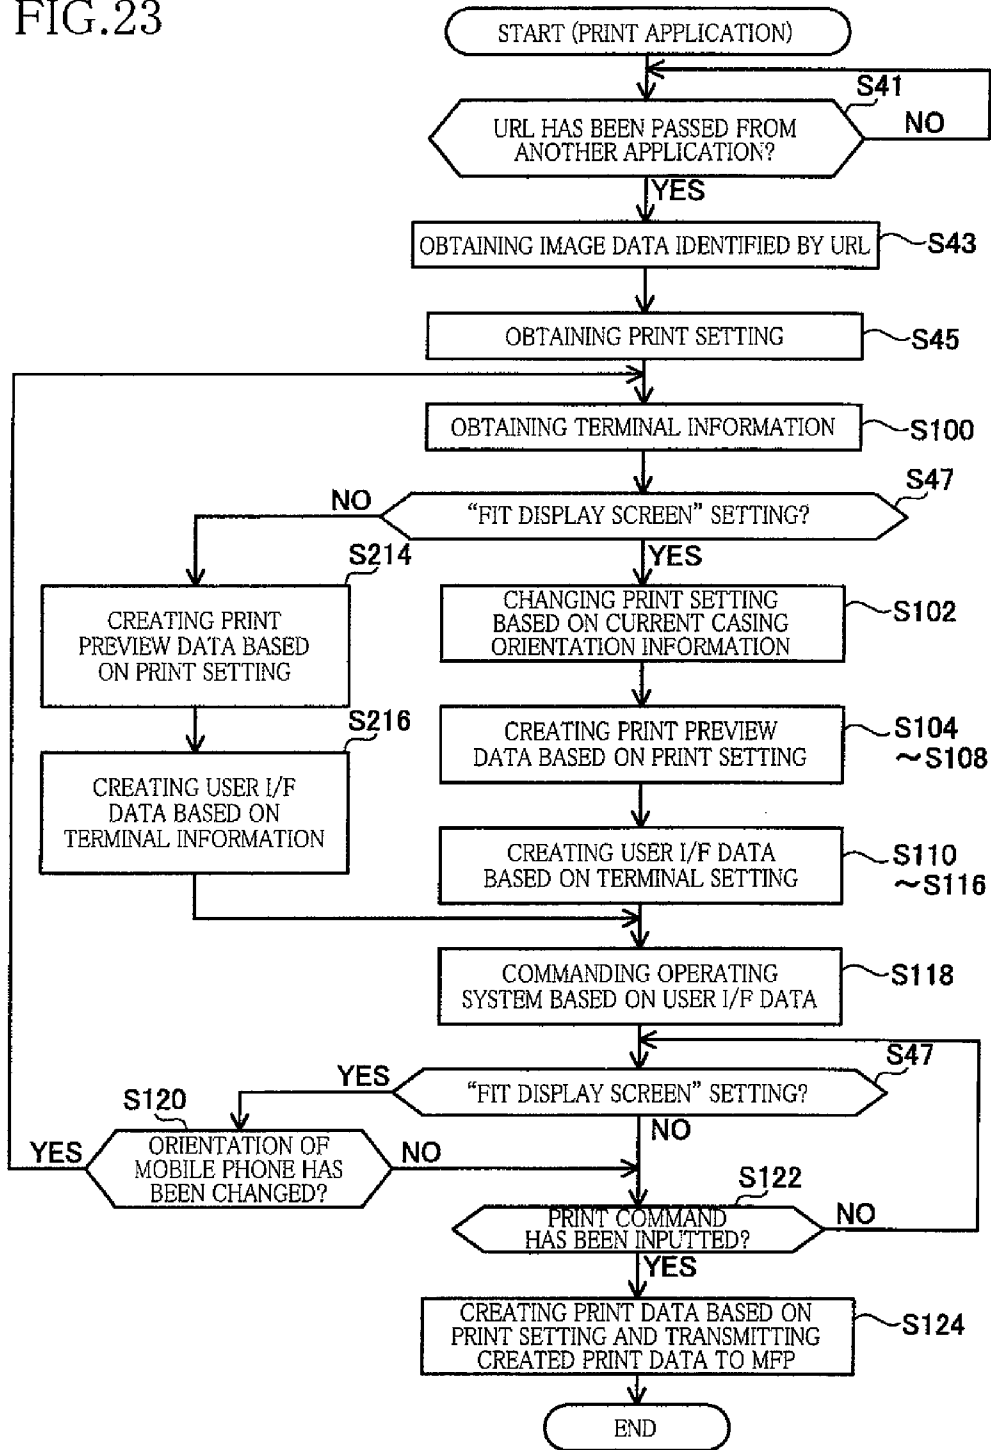 FIG.23
START (PRINT APPLICATION)
S41
URL HAS BEEN PASSED FROM
ANOTHER APPLICATION?
NO
YES
OBTAINING IMAGE DATA IDENTIFIED BY URL
S43
OBTAINING PRINT SETTING
S45
OBTAINING TERMINAL INFORMATION
S100
S47
NO
“FIT DISPLAY SCREEN” SETTING?
YES
S214
CREATING PRINT
PREVIEW DATA BASED
ON PRINT SETTING
CHANGING PRINT SETTING
BASED ON CURRENT CASING
ORIENTATION INFORMATION
S102
S216
CREATING USER I/F
DATA BASED ON
TERMINAL INFORMATION
CREATING PRINT PREVIEW
DATA BASED ON PRINT SETTING
S104
~S108
CREATING USER I/F DATA
BASED ON TERMINAL SETTING
S110
~S116
COMMANDING OPERATING
SYSTEM BASED ON USER I/F DATA
S118
S47
YES
“FIT DISPLAY SCREEN” SETTING?
NO
S120
YES
ORIENTATION OF
MOBILE PHONE HAS
BEEN CHANGED?
NO
S122
PRINT COMMAND
HAS BEEN INPUTTED?
NO
YES
CREATING PRINT DATA BASED ON
PRINT SETTING AND TRANSMITTING
CREATED PRINT DATA TO MFP
S124
END